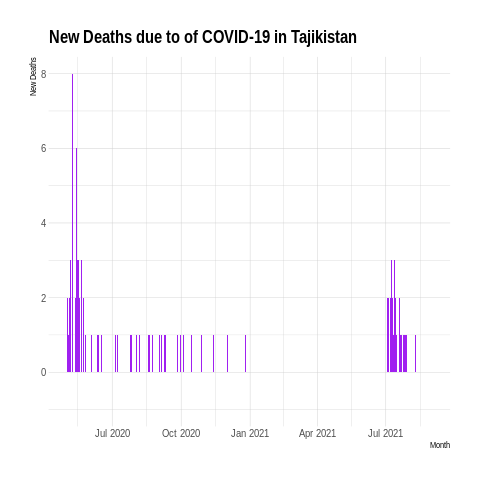 New Deaths due to of COVID-19 in Tajikistan
New Deaths
8
6
4
2
0
Jul 2020 Oct 2020 Jan 2021 Apr 2021 Jul 2021
Month